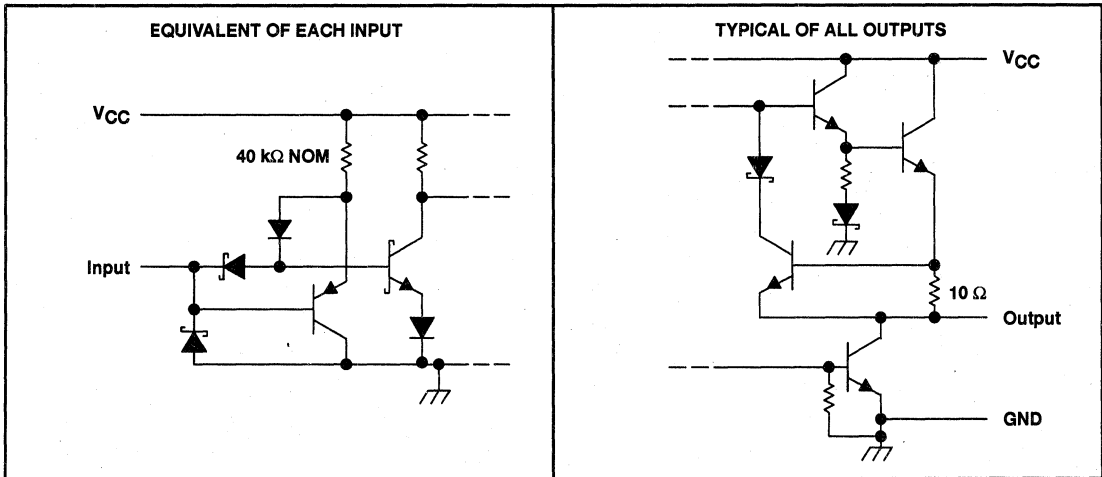 EQUIVALENT OF EACH INPUT
VCC
40 kΩ NOM
Input
TYPICAL OF ALL OUTPUTS
VCC
10 Ω
Output
GND